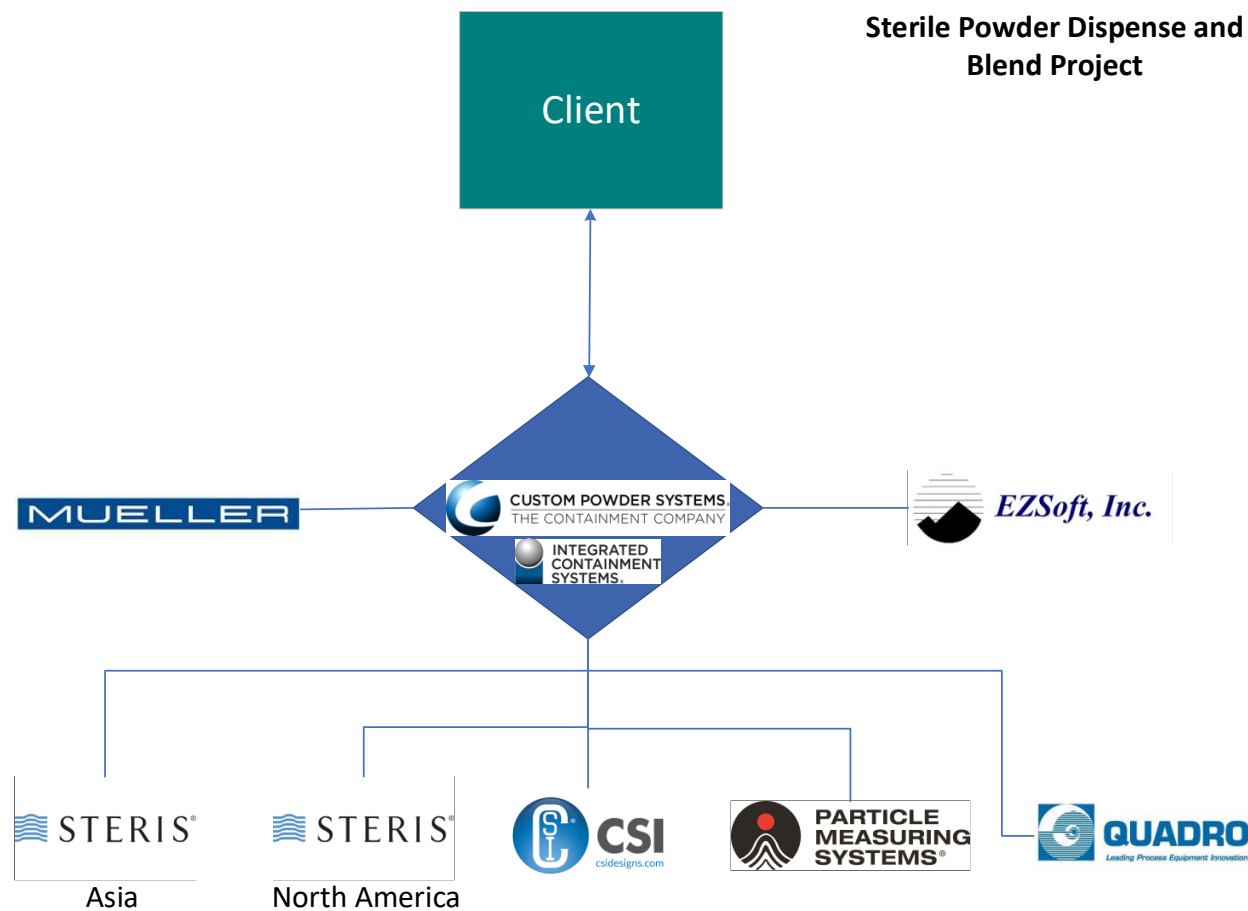 Sterile Powder Dispense and
Blend Project
Client
CUSTOM POWDER SYSTEMS®
THE CONTAINMENT COMPANY
MUELLER
EZSoft, Inc.
INTEGRATED
CONTAINMENT
SYSTEMS®
STERIS®
STERIS®
CSI
CSI
csidesigns.com
PARTICLE
MEASURING
SYSTEMS®
QUADRO
Leading Process Equipment Innovation
Asia
North America